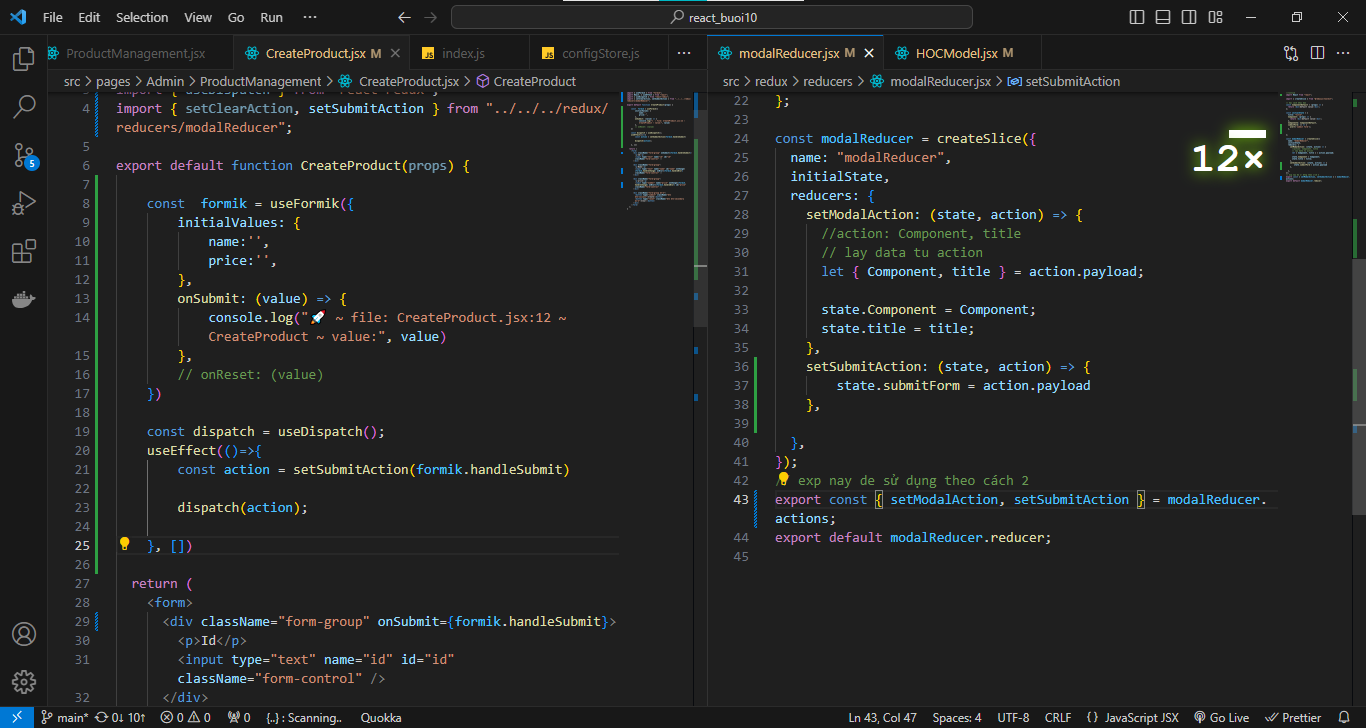 File Edit Selection View Go Run ··· ← → react_buoi10
ProductManagement.jsx CreateProduct.jsx M × index.js configStore.js ···
src > pages > Admin > ProductManagement > CreateProduct.jsx > CreateProduct
4 import { setClearAction, setSubmitAction } from "../../../redux/
reducers/modalReducer";
5
6 export default function CreateProduct(props) {
7
8 const  formik = useFormik({
9 initialValues: {
10 name:'',
11 price:'',
12 },
13 onSubmit: (value) => {
14 console.log("🚀 ~ file: CreateProduct.jsx:12 ~
CreateProduct ~ value:", value)
15 },
16 // onReset: (value)
17 })
18
19 const dispatch = useDispatch();
20 useEffect(()=>{
21 const action = setSubmitAction(formik.handleSubmit)
22
23 dispatch(action);
24
25 }, [])
26
27 return (
28 <form>
29 <div className="form-group" onSubmit={formik.handleSubmit}>
30 <p>Id</p>
31 <input type="text" name="id" id="id"
className="form-control" />
32 </div>
modalReducer.jsx M × HOCModel.jsx M ···
src > redux > reducers > modalReducer.jsx > setSubmitAction
22 };
23
24 const modalReducer = createSlice({
25 name: "modalReducer",
26 initialState,
27 reducers: {
28 setModalAction: (state, action) => {
29 //action: Component, title
30 // lay data tu action
31 let { Component, title } = action.payload;
32
33 state.Component = Component;
34 state.title = title;
35 },
36 setSubmitAction: (state, action) => {
37 state.submitForm = action.payload
38 },
39
40 },
41 });
42 // exp nay de sử dụng theo cách 2
43 export const { setModalAction, setSubmitAction } = modalReducer.
actions;
44 export default modalReducer.reducer;
45
12×
5
main* 0↓ 10↑ 0 0 0 {..} : Scanning.. Quokka Ln 43, Col 47 Spaces: 4 UTF-8 CRLF {} JavaScript JSX Go Live Prettier